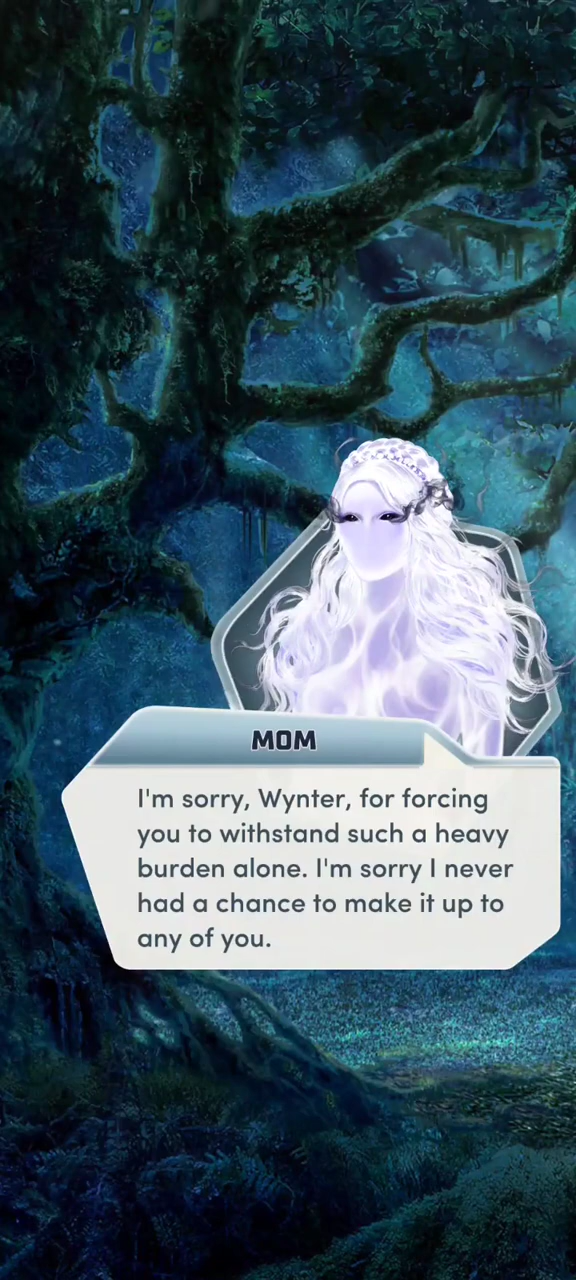 MOM
I'm sorry, Wynter, for forcing
you to withstand such a heavy
burden alone. I'm sorry I never
had a chance to make it up to
any of you.